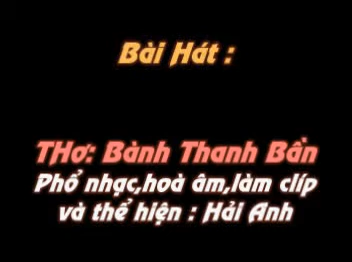 Bài Hát :
THơ: Bành Thanh Bần
Phổ nhạc,hoà âm,làm clíp
và thể hiện : Hải Anh